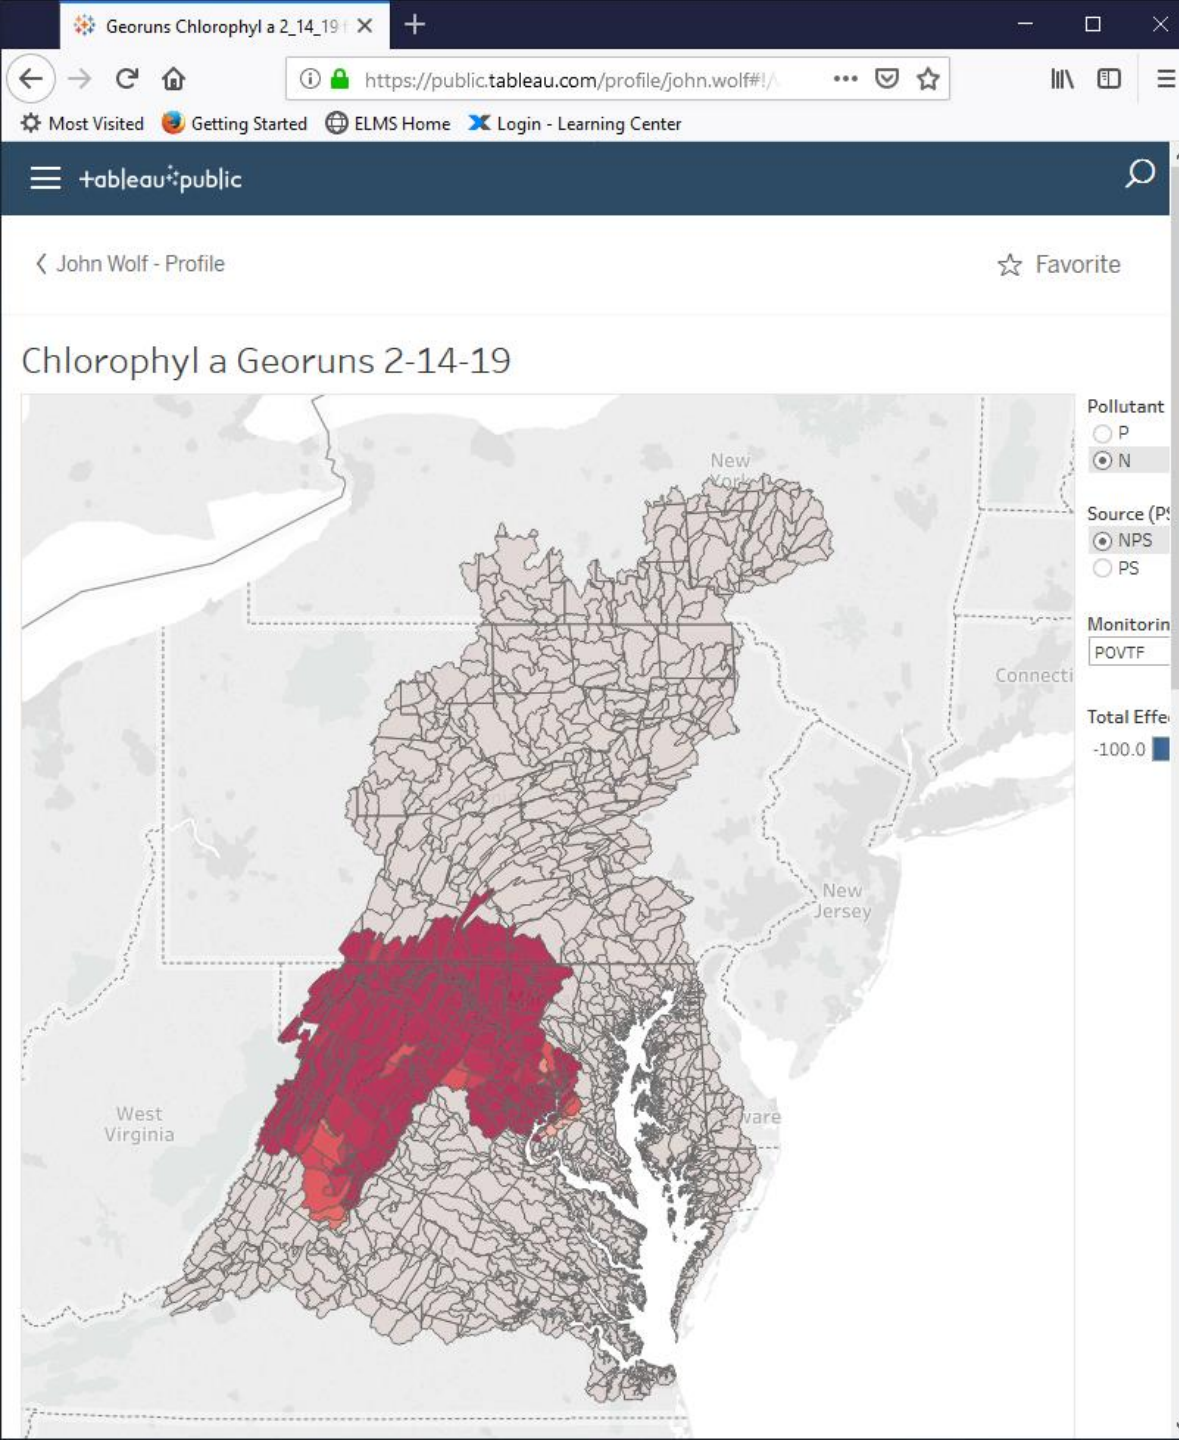 Georuns Chlorophyl a 2_14_19
https://public.tableau.com/profile/john.wolf#!/
Most Visited
Getting Started
ELMS Home
Login - Learning Center
+ableau public
John Wolf - Profile
Favorite
Chlorophyl a Georuns 2-14-19
Pollutant
P
N
Source (PS
NPS
PS
Monitorin
POVTF
Total Effe
-100.0
New
York
Connecti
New
Jersey
West
Virginia
ware